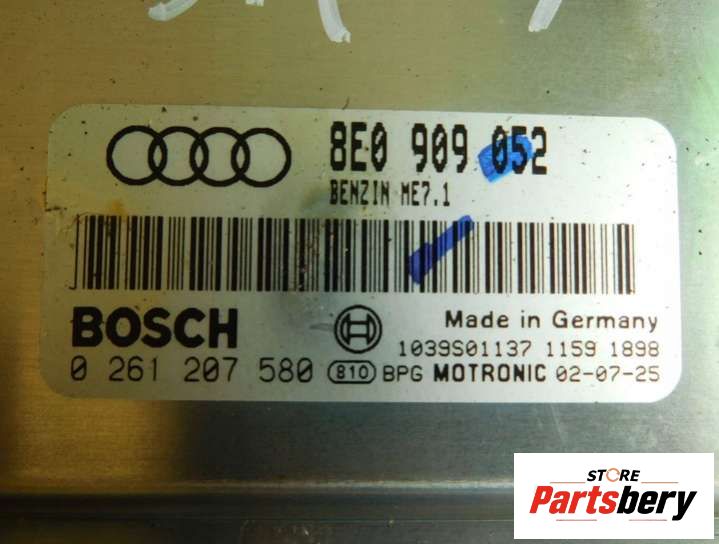 8E0 909 052
BENZIN ME7.1
BOSCH
Made in Germany
1039S01137 1159 1898
0 261 207 580 810 BPG MOTRONIC 02-07-25
STORE
Partsbery